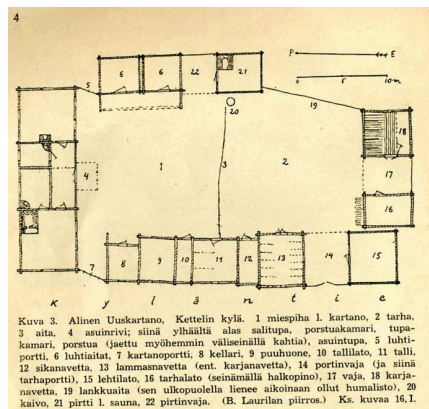 4
6
6
22
21
P E
0 5 10 m
5
20
19
18
4
1
3
2
17
16
7
8
9
10
11
12
13
14
15
K y l ä n t i e
Kuva 3. Alinen Uuskartano, Kettelin kylä. 1 miespiha l. kartano, 2 tarha,
3 aita, 4 asuinrivi; siinä ylhäältä alas salitupa, porstuakamari, tupa-
kamari, porstua (jaettu myöhemmin väliseinällä kahtia), asuintupa, 5 luhti-
portti, 6 luhtiaitat, 7 kartanoportti, 8 kellari, 9 puuhuone, 10 tallilato, 11 talli,
12 sikanavetta, 13 lammasnavetta (ent. karjanavetta), 14 portinvaja (ja siinä
tarhaportti), 15 lehtilato, 16 tarhalato (seinämällä halkopino), 17 vaja, 18 karja-
navetta, 19 lankkuaita (sen ulkopuolella lienee aikoinaan ollut humalisto), 20
kaivo, 21 pirtti l. sauna, 22 pirtinvaja. (B. Laurilan piirros.) Ks. kuvaa 16, I.